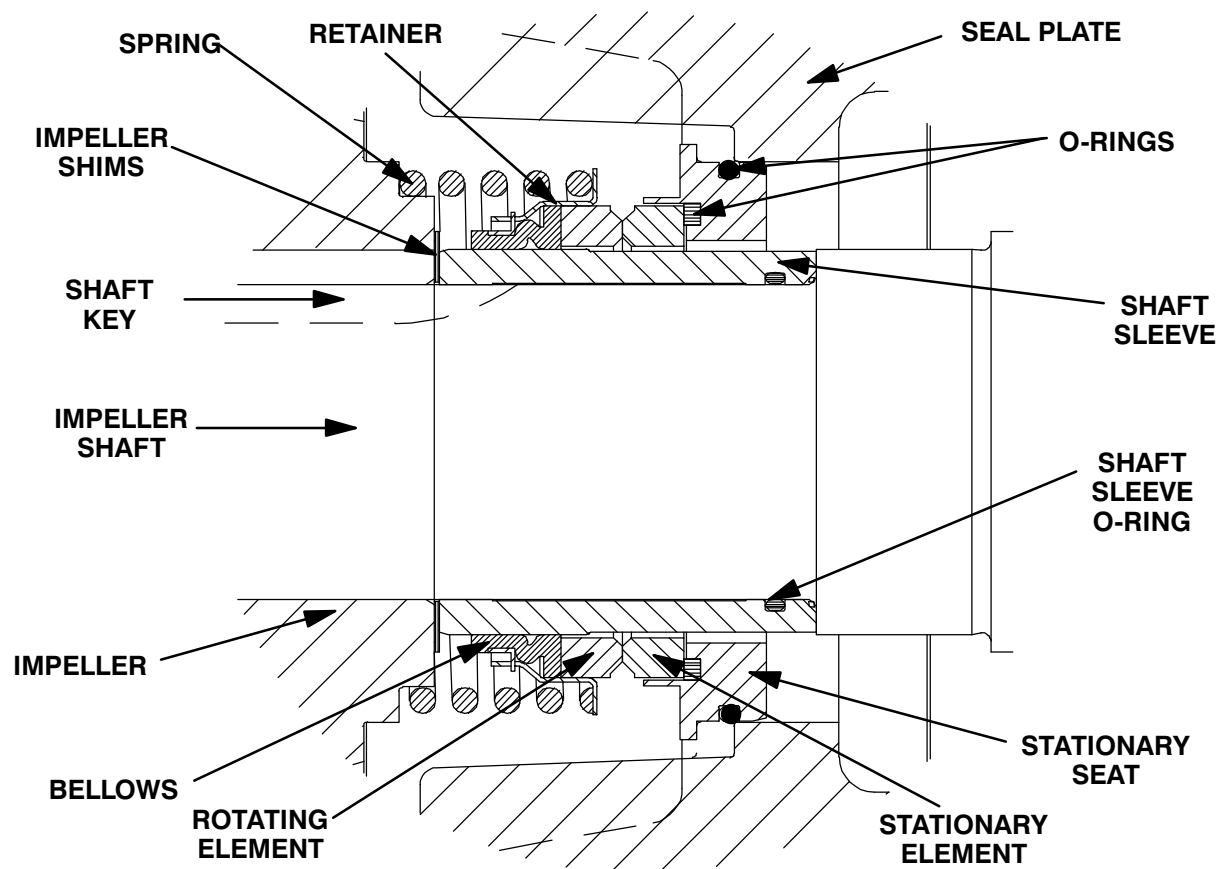 SPRING
RETAINER
SEAL PLATE
IMPELLER
SHIMS
O-RINGS
SHAFT
KEY
SHAFT
SLEEVE
IMPELLER
SHAFT
SHAFT
SLEEVE
O-RING
IMPELLER
STATIONARY
SEAT
BELLOWS
ROTATING
ELEMENT
STATIONARY
ELEMENT